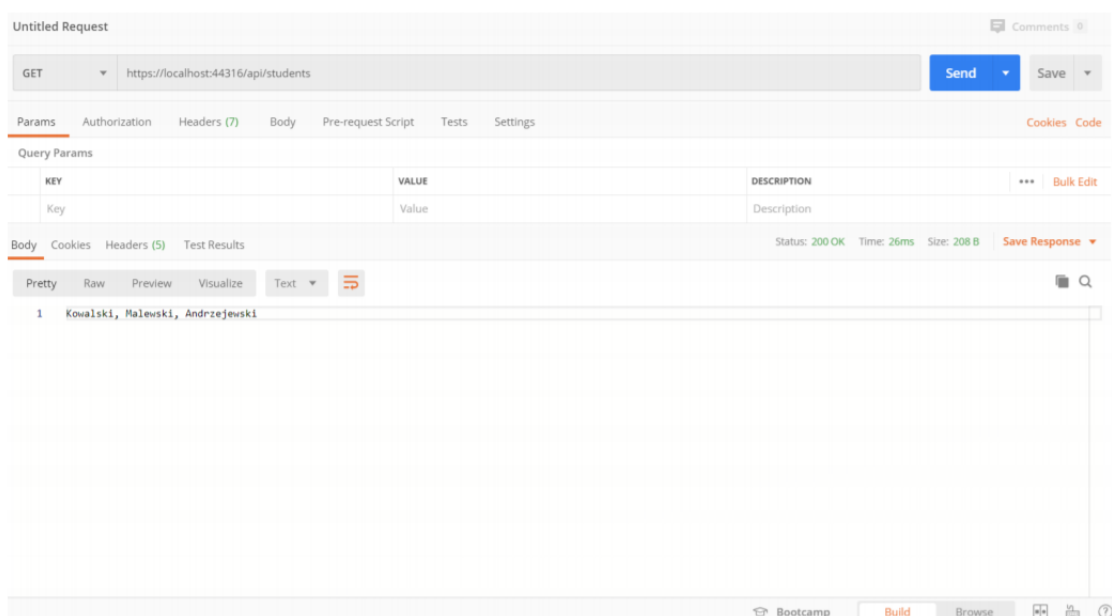 Untitled Request
Comments 0
GET https://localhost:44316/api/students Send Save
Params Authorization Headers (7) Body Pre-request Script Tests Settings Cookies Code
Query Params
KEY VALUE DESCRIPTION ••• Bulk Edit
Key Value Description
Body Cookies Headers (5) Test Results Status: 200 OK Time: 26ms Size: 208 B Save Response
Pretty Raw Preview Visualize Text
1 Kowalski, Malewski, Andrzejewski
Bootcamp Build Browse